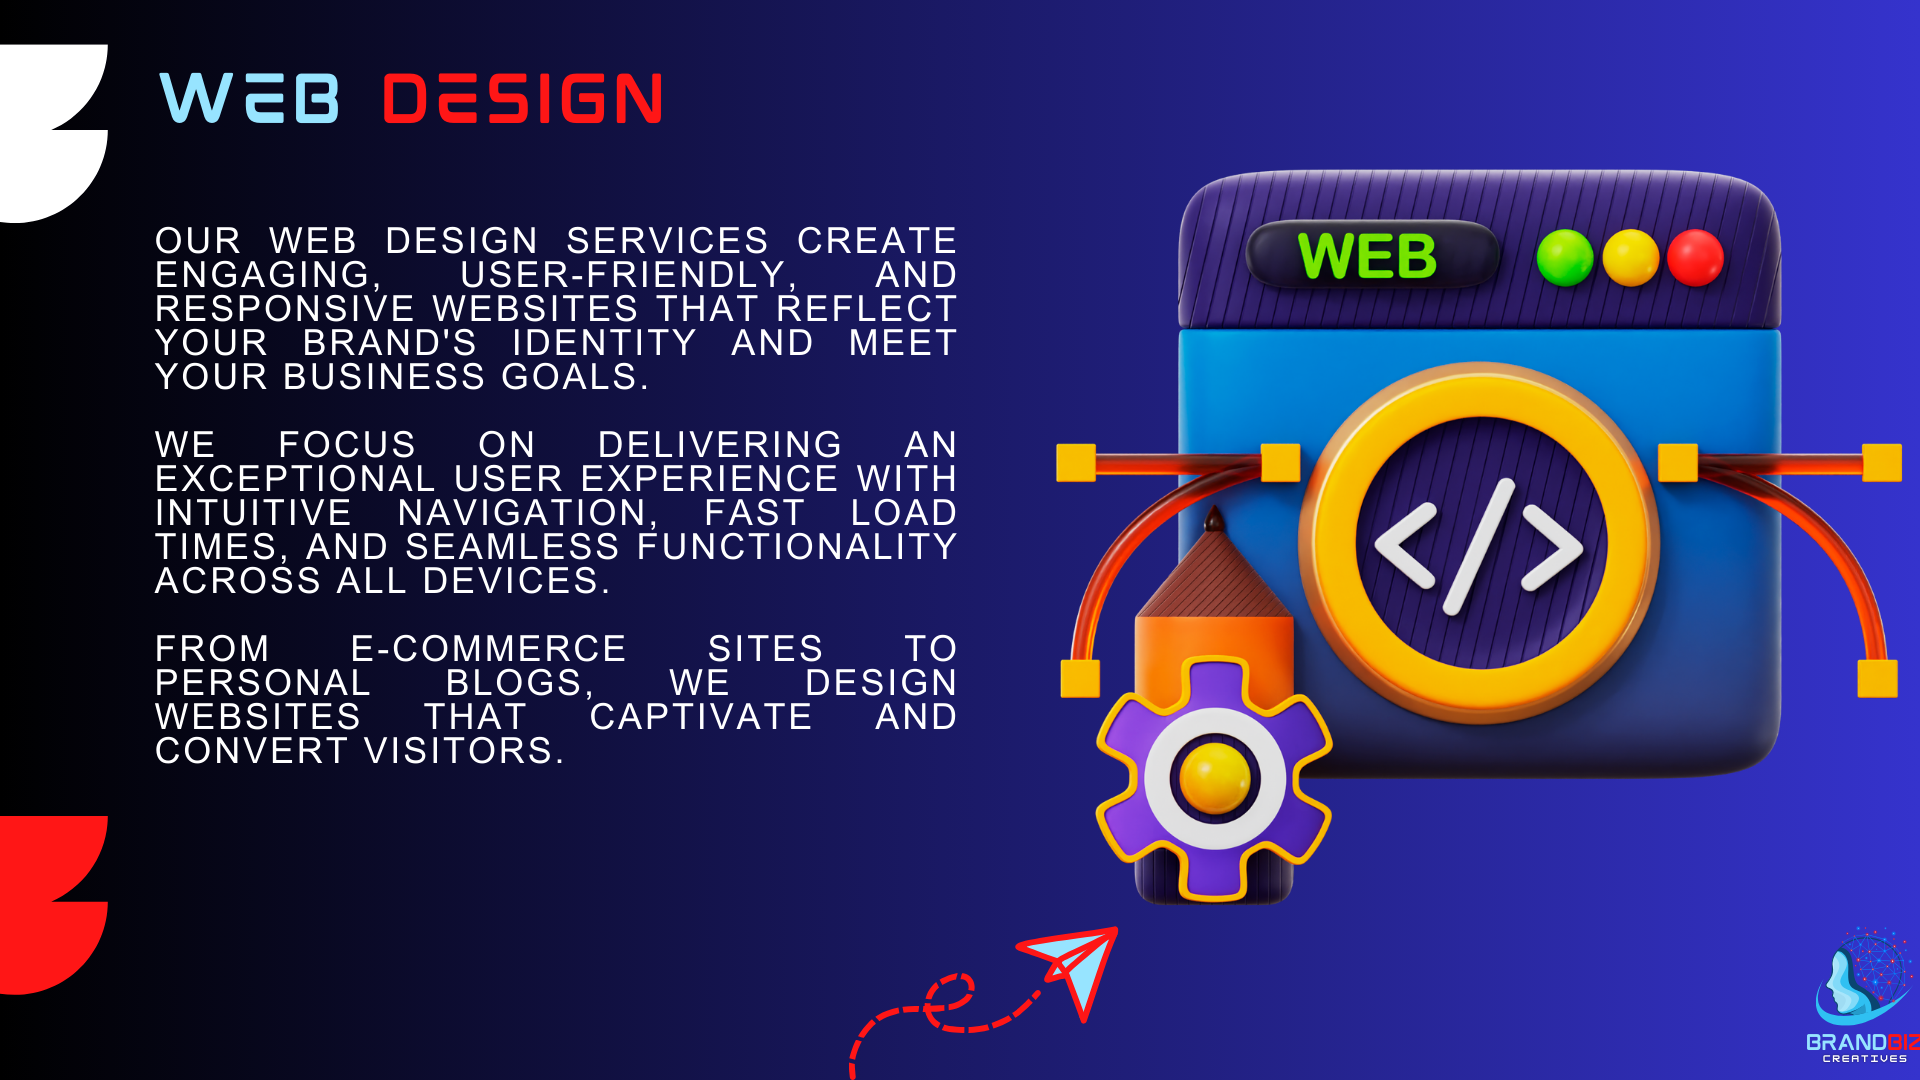 WEB DESIGN
OUR WEB DESIGN SERVICES CREATE
ENGAGING, USER-FRIENDLY, AND
RESPONSIVE WEBSITES THAT REFLECT
YOUR BRAND'S IDENTITY AND MEET
YOUR BUSINESS GOALS.
WE FOCUS ON DELIVERING AN
EXCEPTIONAL USER EXPERIENCE WITH
INTUITIVE NAVIGATION, FAST LOAD
TIMES, AND SEAMLESS FUNCTIONALITY
ACROSS ALL DEVICES.
FROM E-COMMERCE SITES TO
PERSONAL BLOGS, WE DESIGN
WEBSITES THAT CAPTIVATE AND
CONVERT VISITORS.
WEB
</>
BRANDBIZ
CREATIVES